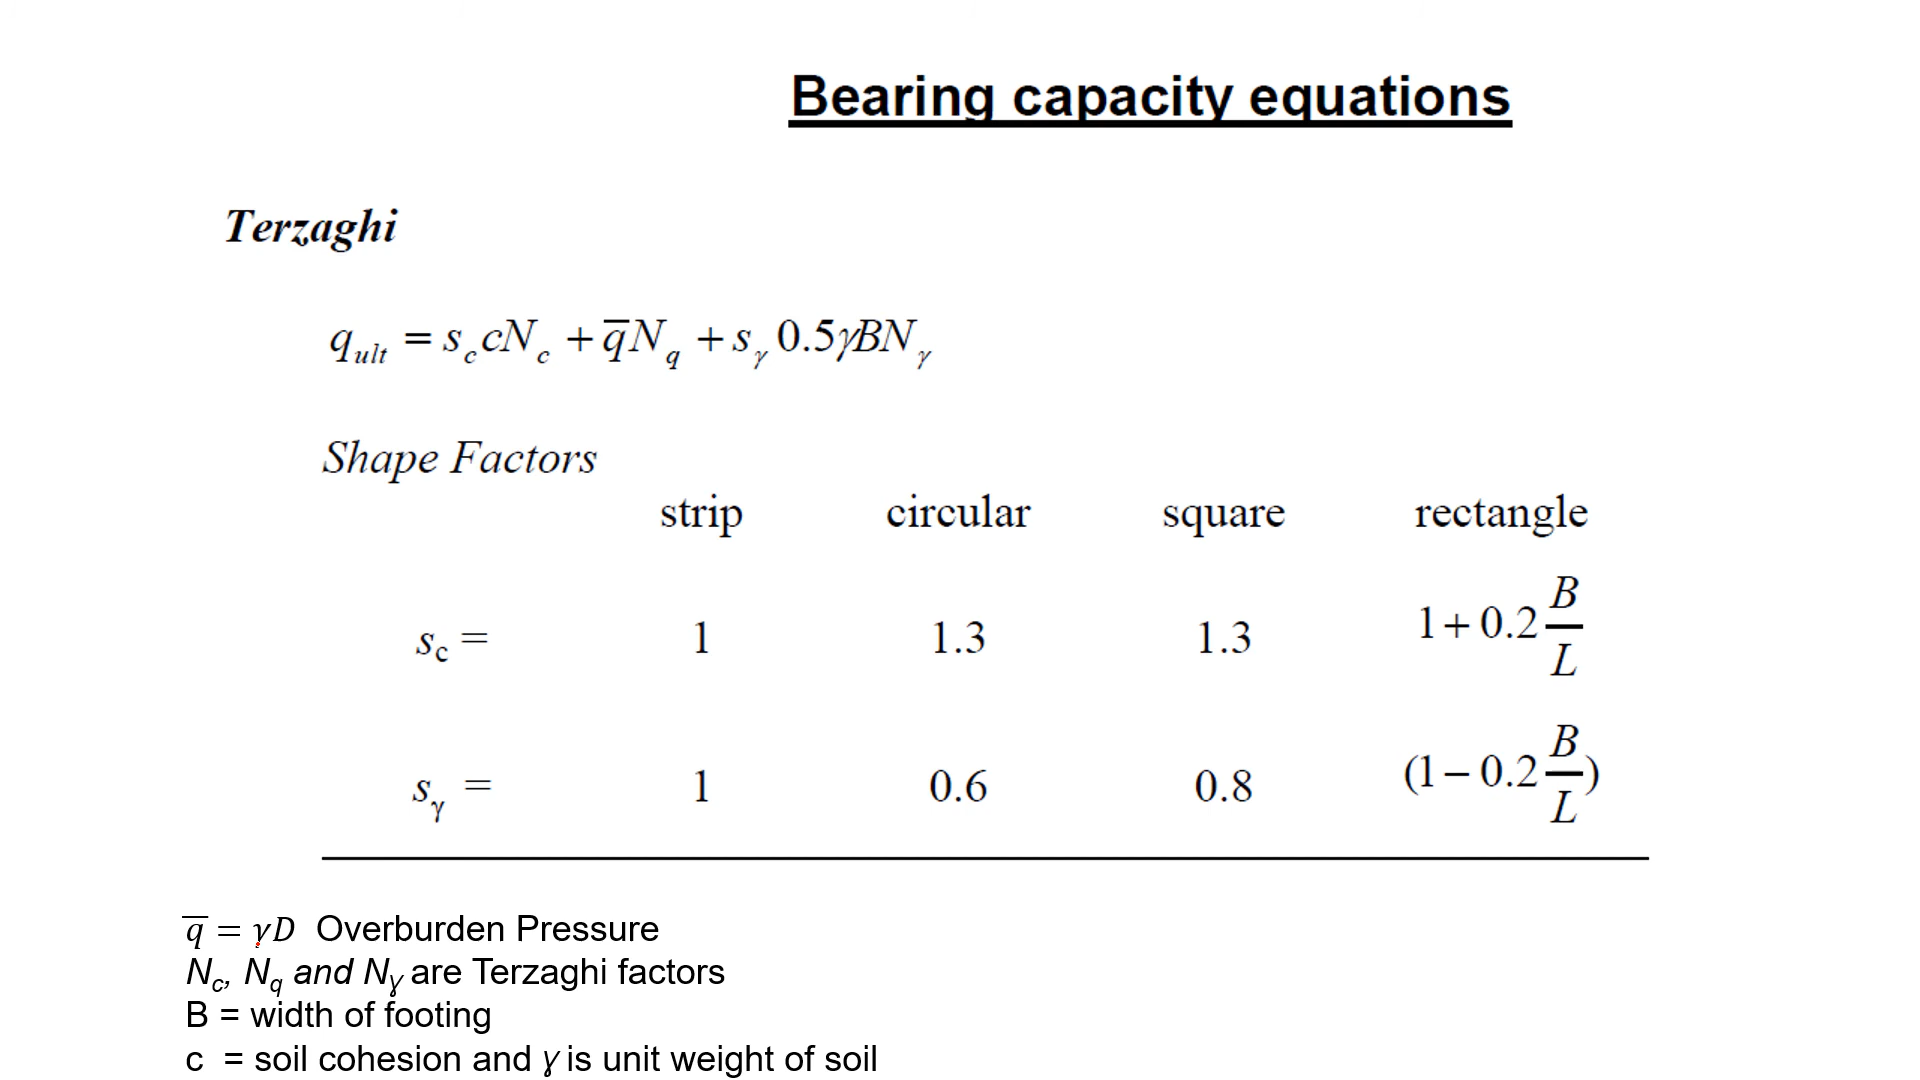 Bearing capacity equations
Terzaghi
q_ult = s_c cN_c + q̅N_q + s_γ 0.5γBN_γ
Shape Factors
strip circular square rectangle
s_c = 1 1.3 1.3 1 + 0.2 B/L
s_γ = 1 0.6 0.8 (1 − 0.2 B/L)
q̅ = γD Overburden Pressure
N_c, N_q and N_γ are Terzaghi factors
B = width of footing
c = soil cohesion and γ is unit weight of soil